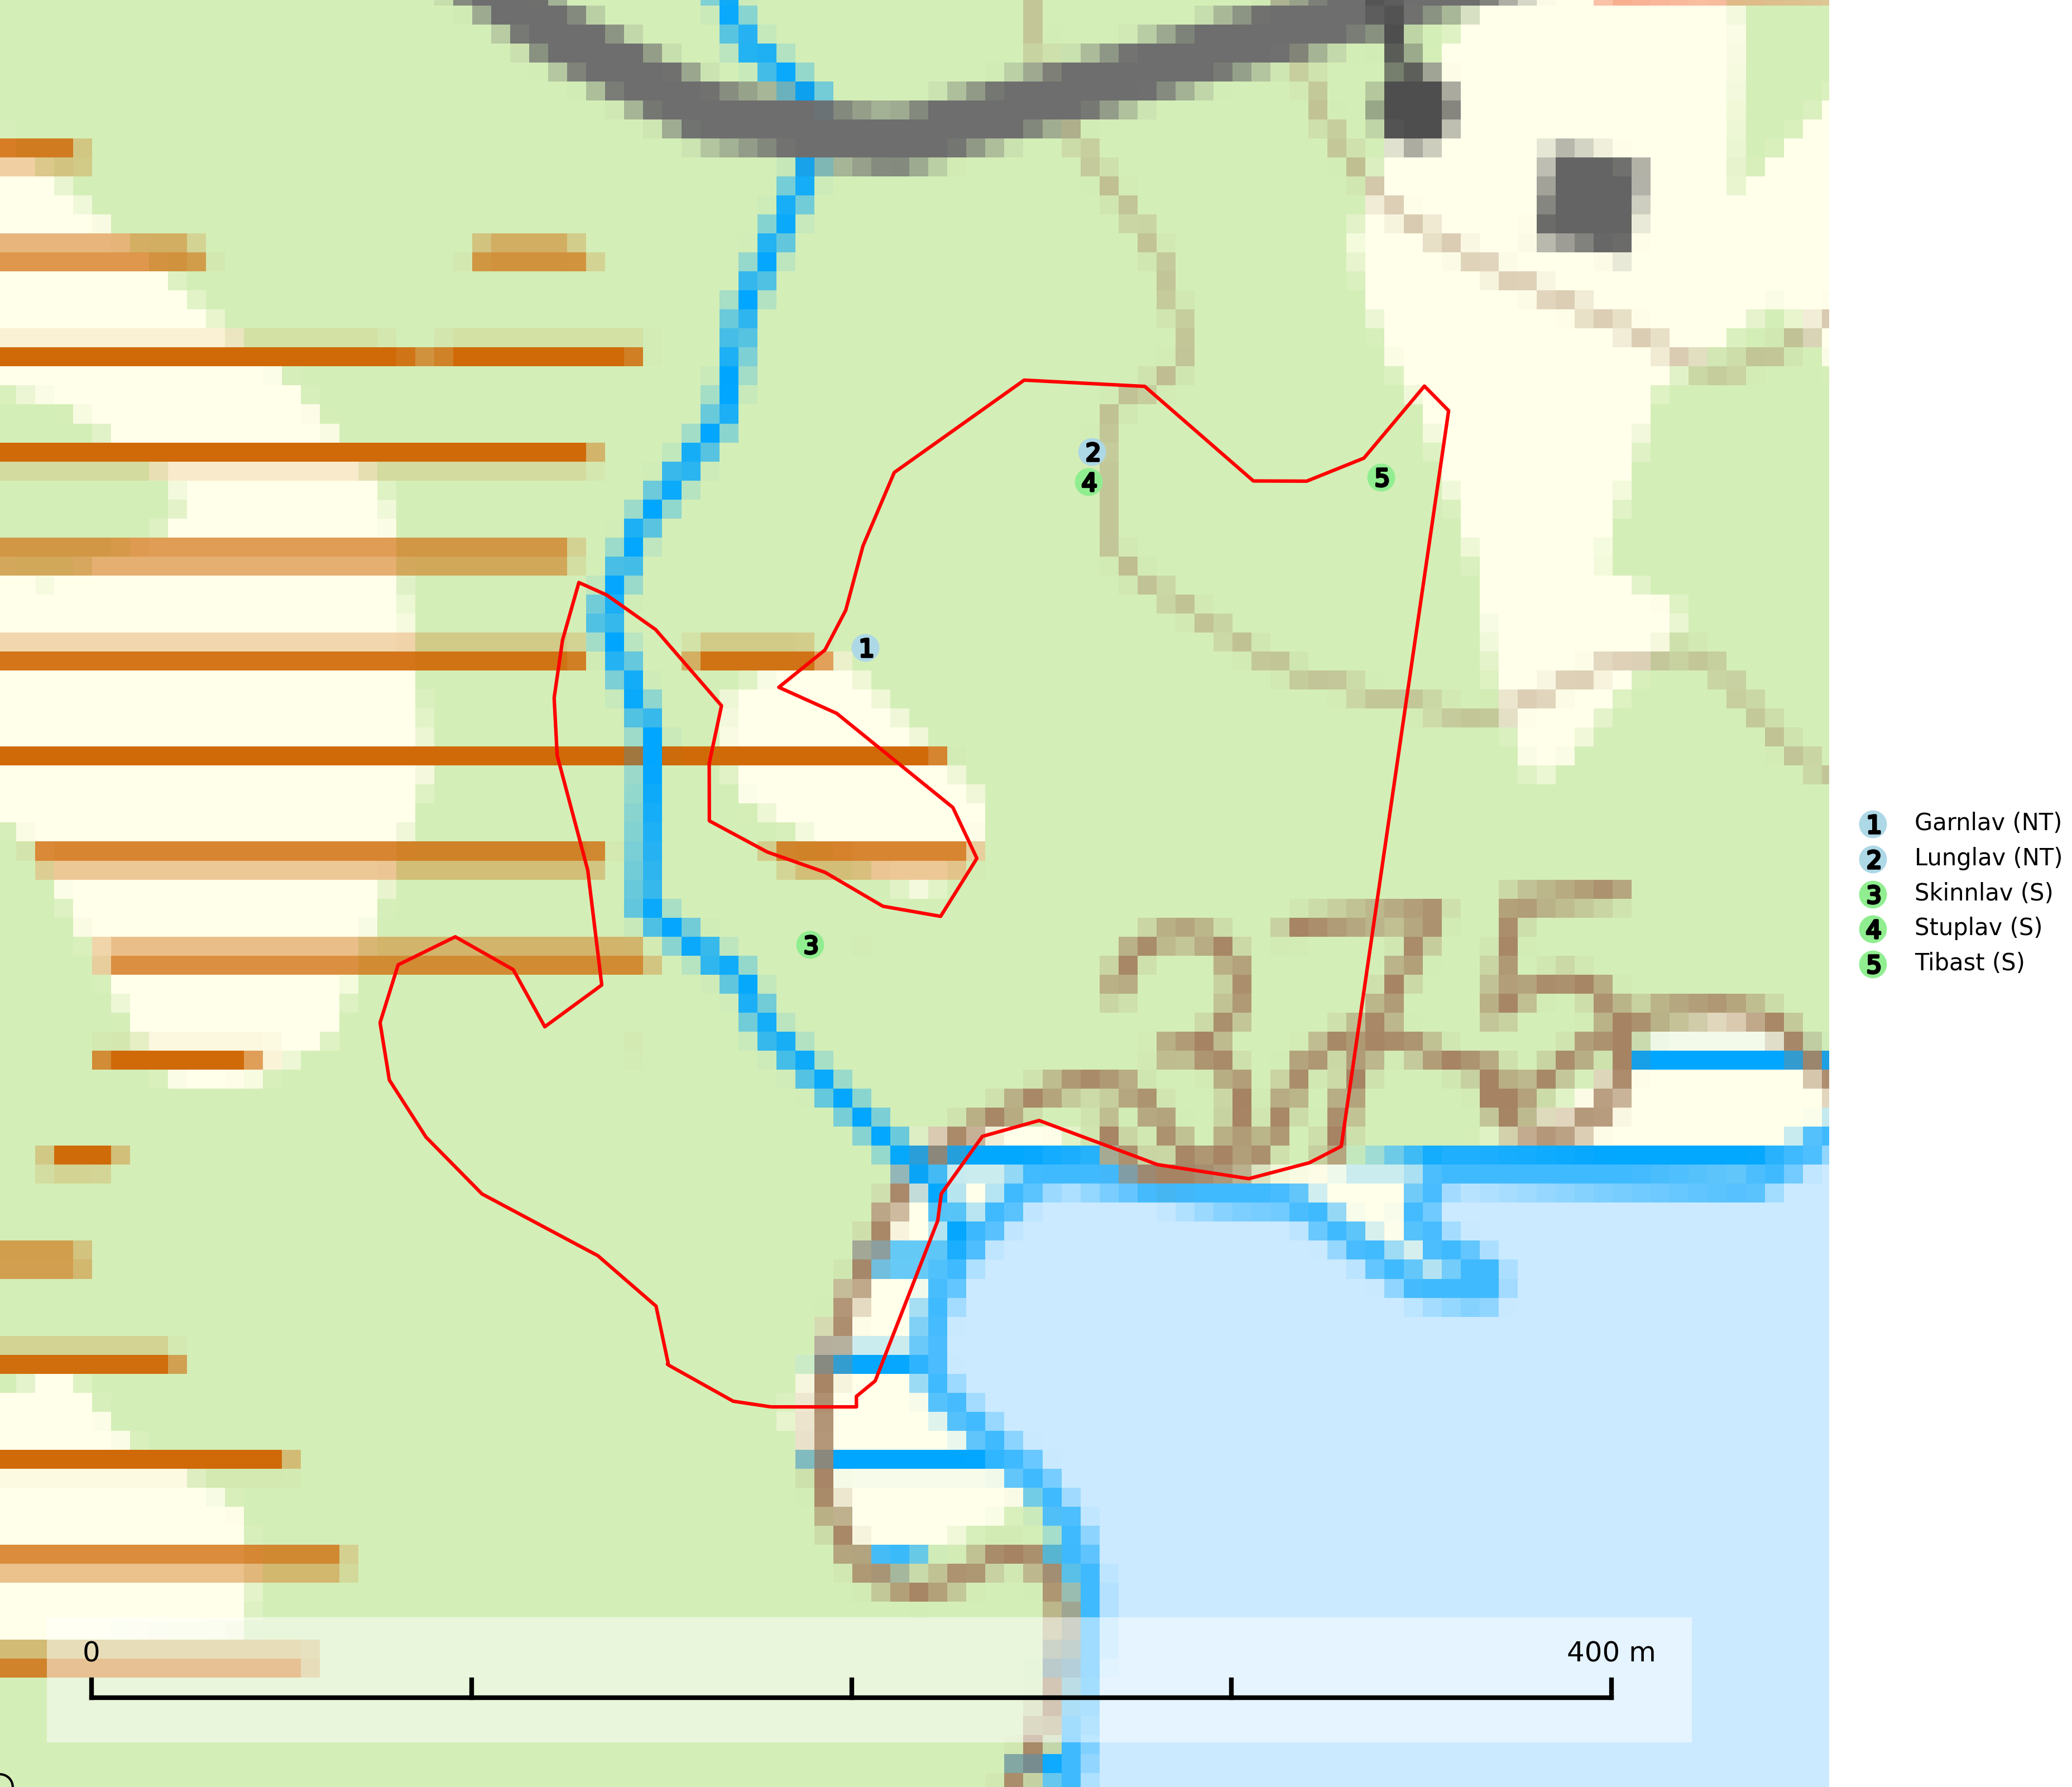 2
4
5
1
3
375
1 Garnlav (NT)
2 Lunglav (NT)
3 Skinnlav (S)
4 Stuplav (S)
5 Tibast (S)
0 400 m